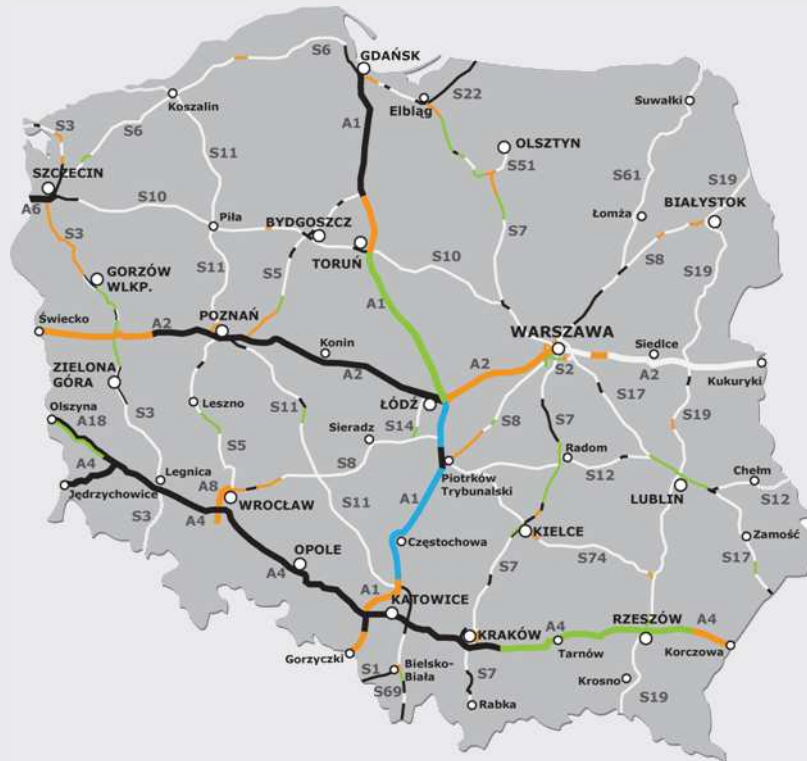 S6
GDAŃSK
Koszalin
S22
Suwałki
S3
S6
Elbląg
A1
OLSZTYN
S11
S51
S61
S19
SZCZECIN
S10
BIAŁYSTOK
A6
Piła
BYDGOSZCZ
Łomża
S3
S7
S8
TORUŃ
S10
S19
GORZÓW
WLKP.
S11
S5
A1
Świecko
A2
POZNAŃ
Konin
WARSZAWA
Siedlce
ZIELONA
GÓRA
A2
A2
S2
A2
Kukuryki
Olszyna
Leszno
S11
ŁÓDŹ
S17
A18
S3
Sieradz
S14
S8
S7
S19
A4
S5
S8
Radom
Legnica
Piotrków
Trybunalski
S12
Chełm
Jędrzychowice
A8
WROCŁAW
S11
A1
LUBLIN
S12
S3
A4
KIELCE
Zamość
OPOLE
Częstochowa
S74
S17
A4
S7
A1
KATOWICE
A4
RZESZÓW
A4
KRAKÓW
Tarnów
Korczowa
Gorzyczki
S1
Bielsko-
Biała
S7
Krosno
S69
Rabka
S19